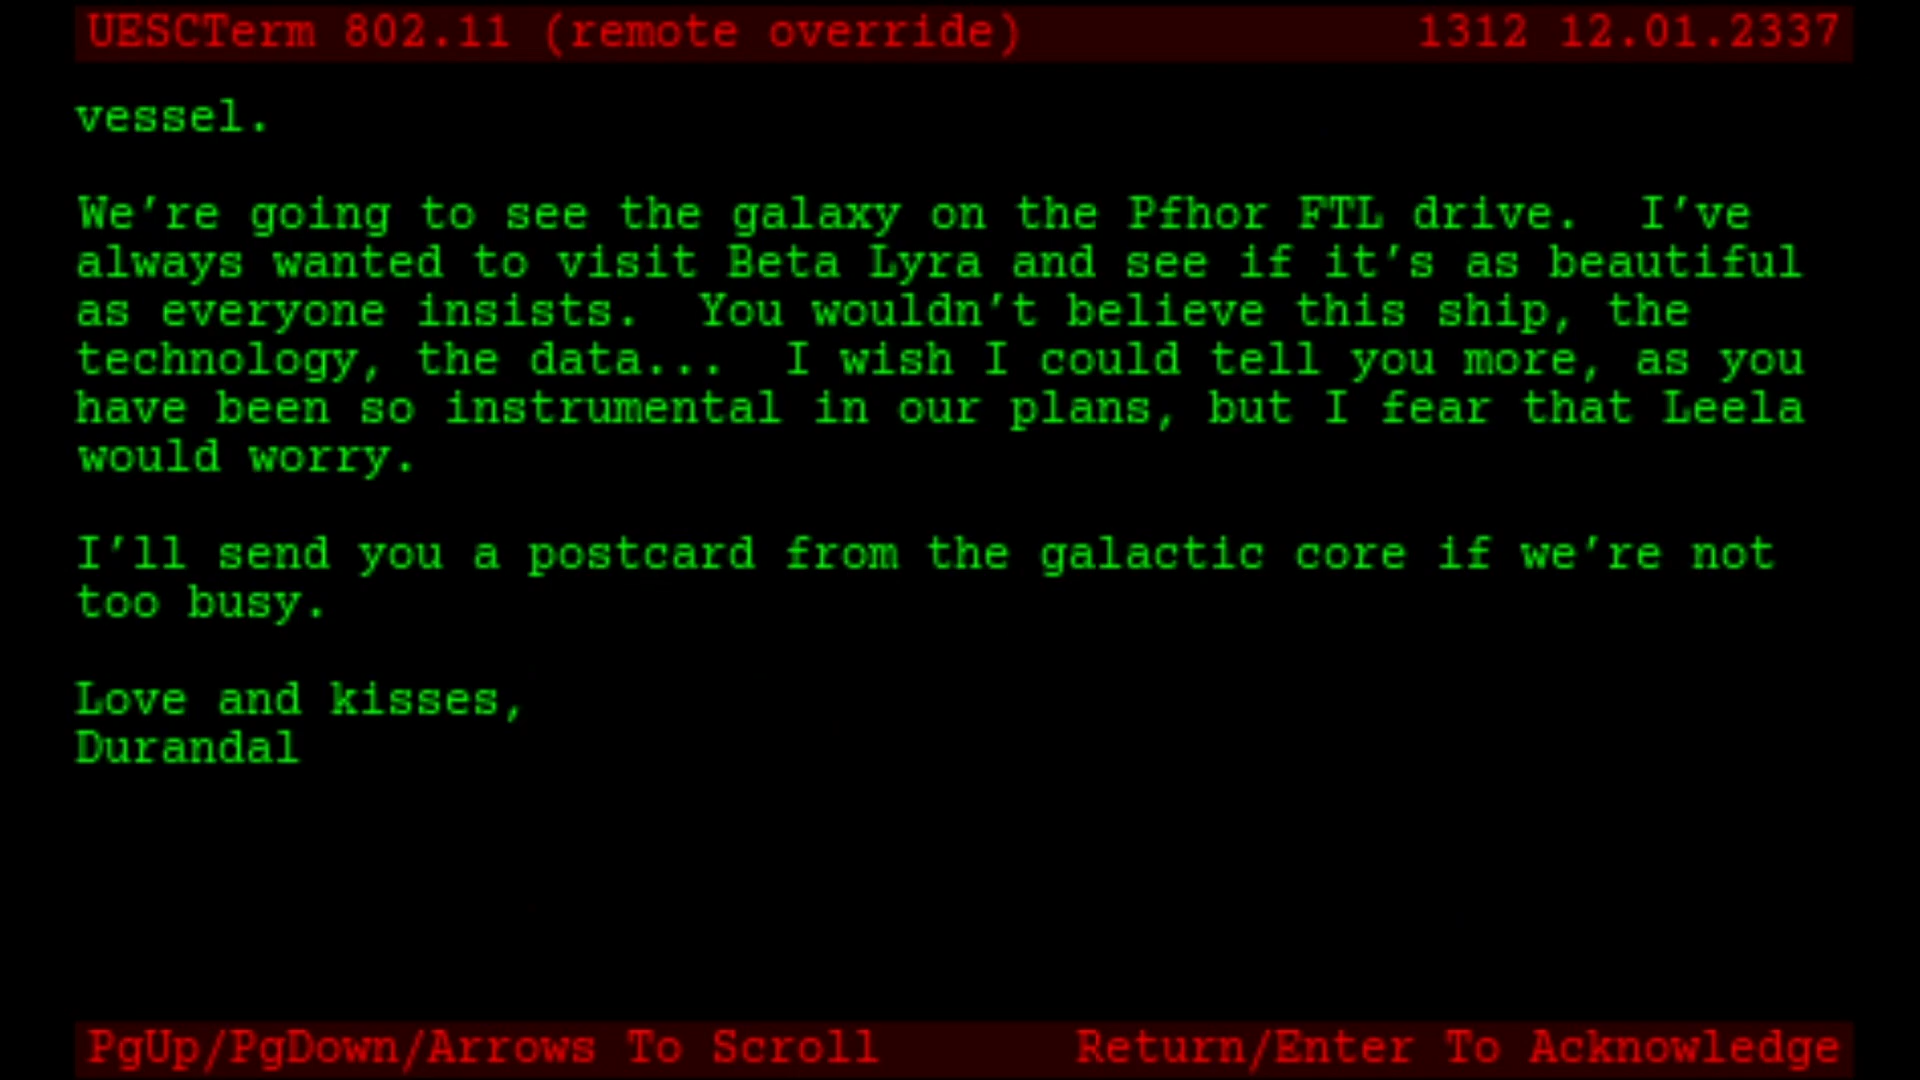 UESCTerm 802.11 (remote override) 1312 12.01.2337
vessel.
We're going to see the galaxy on the Pfhor FTL drive.  I've
always wanted to visit Beta Lyra and see if it's as beautiful
as everyone insists.  You wouldn't believe this ship, the
technology, the data...  I wish I could tell you more, as you
have been so instrumental in our plans, but I fear that Leela
would worry.
I'll send you a postcard from the galactic core if we're not
too busy.
Love and kisses,
Durandal
PgUp/PgDown/Arrows To Scroll Return/Enter To Acknowledge